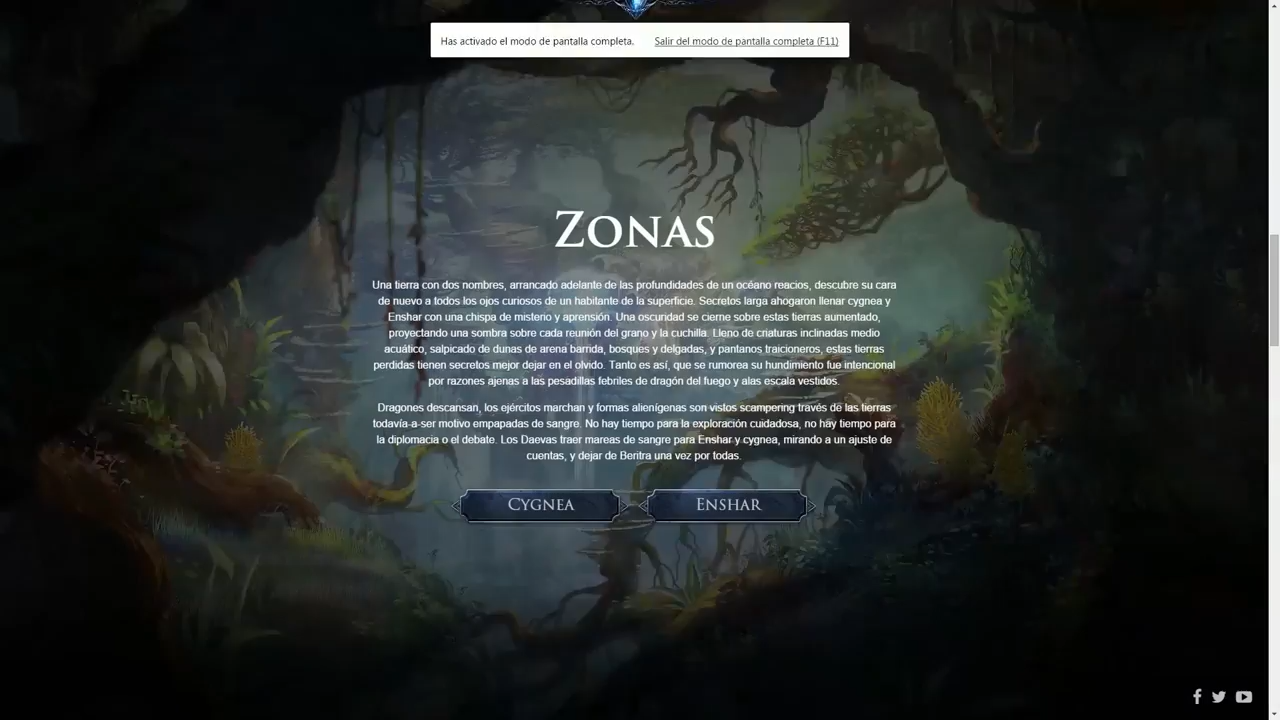 Has activado el modo de pantalla completa. Salir del modo de pantalla completa (F11)
Zonas
Una tierra con dos nombres, arrancado adelante de las profundidades de un océano reacios, descubre su cara
de nuevo a todos los ojos curiosos de un habitante de la superficie. Secretos larga ahogaron llenar cygnea y
Enshar con una chispa de misterio y aprensión. Una oscuridad se cierne sobre estas tierras aumentado,
proyectando una sombra sobre cada reunión del grano y la cuchilla. Lleno de criaturas inclinadas medio
acuático, salpicado de dunas de arena barrida, bosques y delgadas, y pantanos traicioneros, estas tierras
perdidas tienen secretos mejor dejar en el olvido. Tanto es así, que se rumorea su hundimiento fue intencional
por razones ajenas a las pesadillas febriles de dragón del fuego y alas escala vestidos.
Dragones descansan, los ejércitos marchan y formas alienígenas son vistos scampering través de las tierras
todavía-a-ser motivo empapadas de sangre. No hay tiempo para la exploración cuidadosa, no hay tiempo para
la diplomacia o el debate. Los Daevas traer mareas de sangre para Enshar y cygnea, mirando a un ajuste de
cuentas, y dejar de Beritra una vez por todas.
Cygnea Enshar